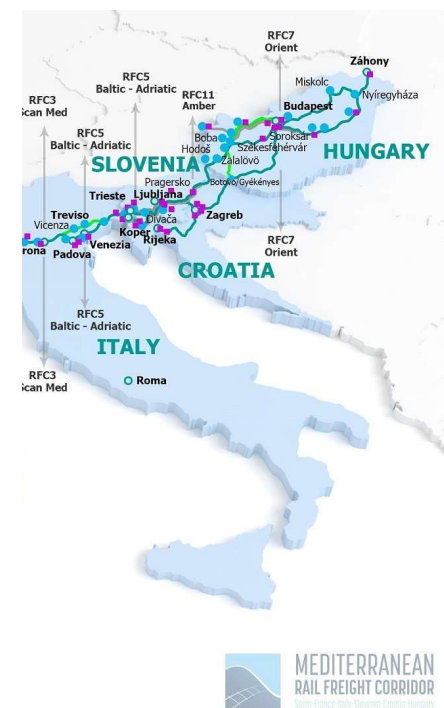 RFC7
Orient
Záhony
Miskolc
RFC5
Baltic - Adriatic
RFC3
Scan Med
RFC11
Amber
Budapest
Nyíregyháza
RFC5
Baltic - Adriatic
Boba
Soroksár
Hodoš
Székesfehérvár
HUNGARY
SLOVENIA
Zalalövö
Pragersko
Botovo/Gyékényes
Trieste
Ljubljana
Treviso
Divača
Zagreb
Vicenza
Koper
RFC7
Orient
rona
Padova
Venezia
Rijeka
CROATIA
RFC5
Baltic - Adriatic
ITALY
RFC3
Scan Med
Roma
MEDITERRANEAN
RAIL FREIGHT CORRIDOR